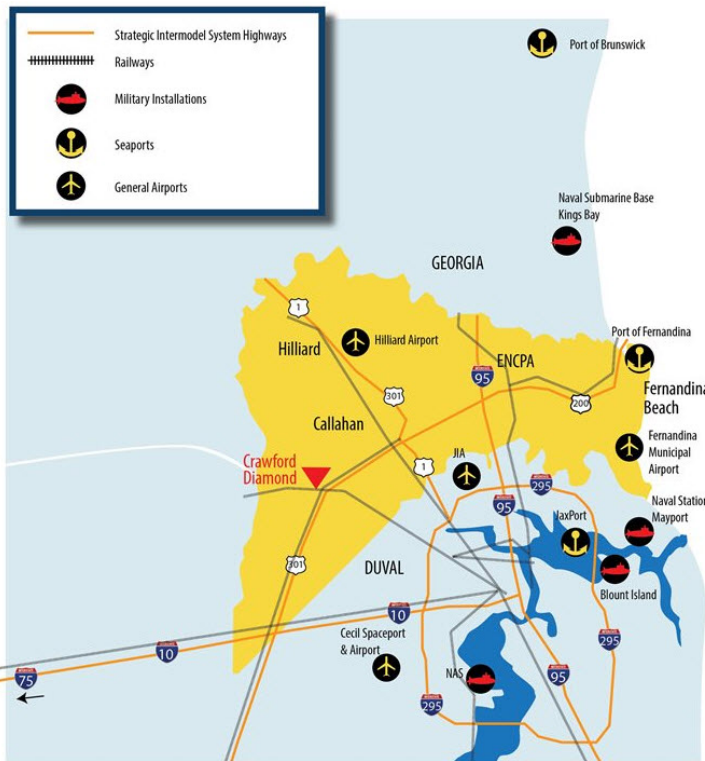 Strategic Intermodel System Highways
Railways
Military Installations
Seaports
General Airports
Port of Brunswick
Naval Submarine Base
Kings Bay
GEORGIA
1
Port of Fernandina
Hilliard
Hilliard Airport
ENCPA
95
Fernandina
Beach
301
200
Callahan
Fernandina
Municipal
Airport
JIA
1
Crawford
Diamond
295
95
Naval Station
Mayport
JaxPort
301
DUVAL
Blount Island
10
Cecil Spaceport
& Airport
295
10
75
NAS
95
295